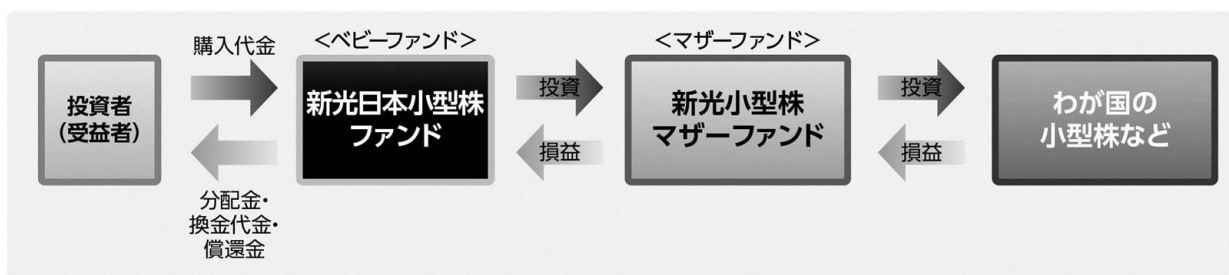 投資者
(受益者)
購入代金
分配金・
換金代金・
償還金
<ベビーファンド>
新光日本小型株
ファンド
投資
損益
<マザーファンド>
新光小型株
マザーファンド
投資
損益
わが国の
小型株など